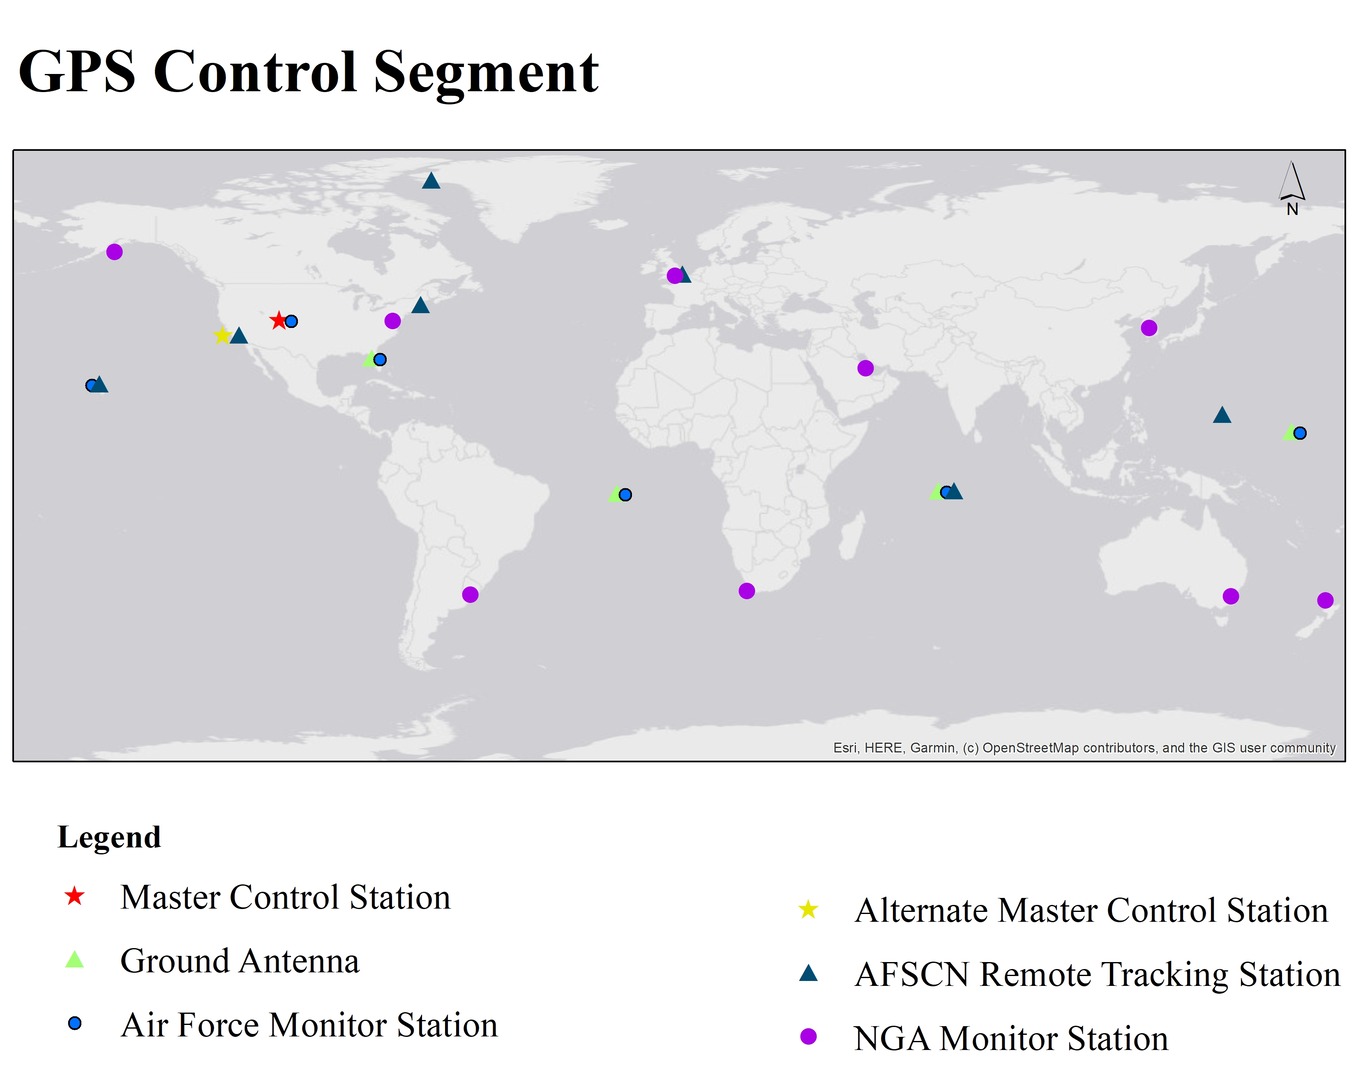 GPS Control Segment
N
Esri, HERE, Garmin, (c) OpenStreetMap contributors, and the GIS user community
Legend
Master Control Station
Ground Antenna
Air Force Monitor Station
Alternate Master Control Station
AFSCN Remote Tracking Station
NGA Monitor Station